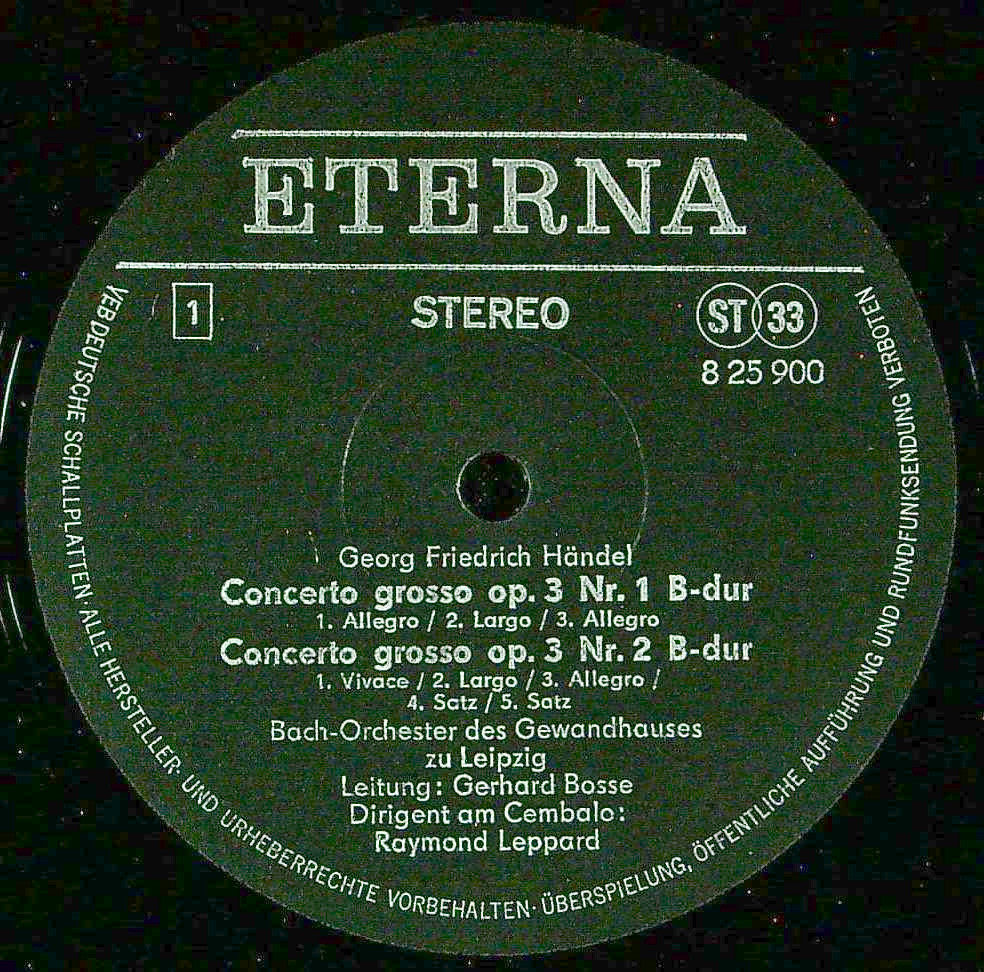 ETERNA
1
STEREO
ST 33
8 25 900
Georg Friedrich Händel
Concerto grosso op. 3 Nr. 1 B-dur
1. Allegro / 2. Largo / 3. Allegro
Concerto grosso op. 3 Nr. 2 B-dur
1. Vivace / 2. Largo / 3. Allegro /
4. Satz / 5. Satz
Bach-Orchester des Gewandhauses
zu Leipzig
Leitung: Gerhard Bosse
Dirigent am Cembalo:
Raymond Leppard
VEB DEUTSCHE SCHALLPLATTEN · ALLE HERSTELLER- UND URHEBERRECHTE VORBEHALTEN · ÜBERSPIELUNG, ÖFFENTLICHE AUFFÜHRUNG UND RUNDFUNKSENDUNG VERBOTEN